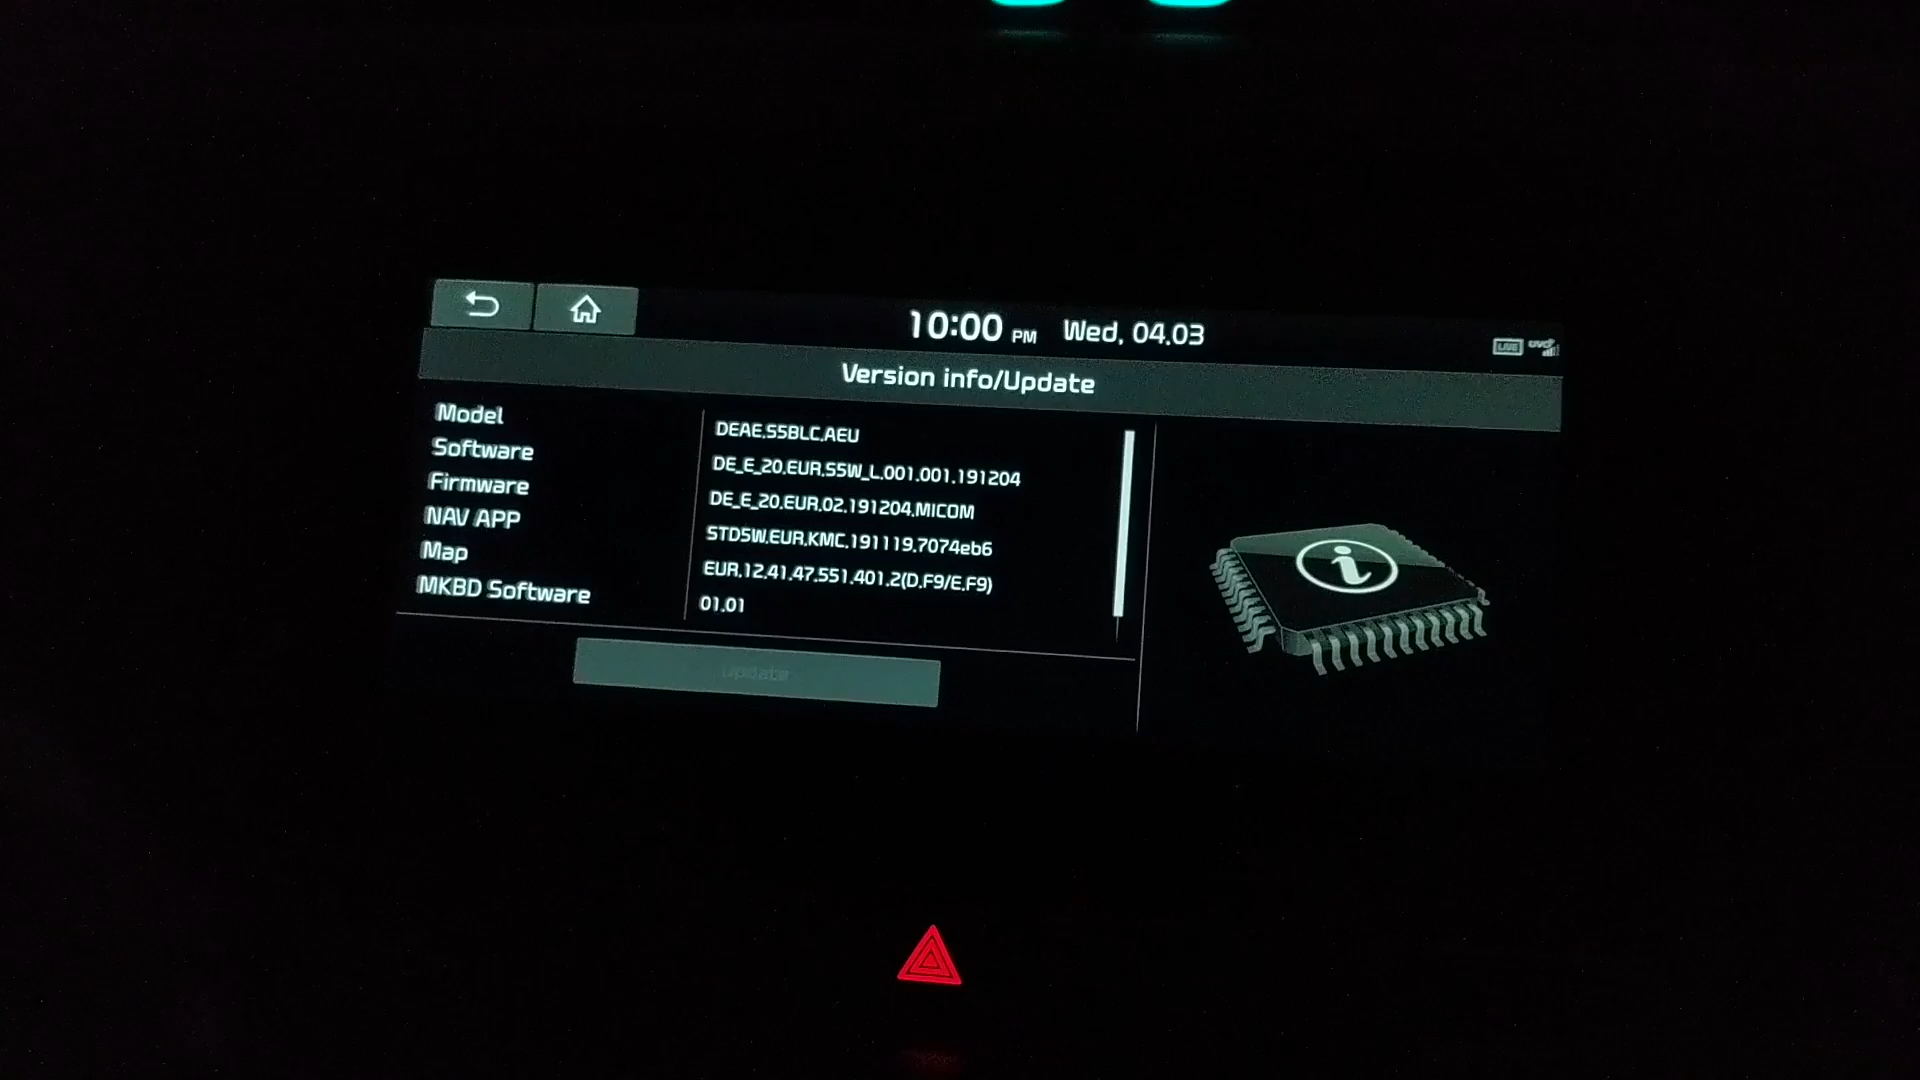 10:00 PM Wed, 04.03
LIVE UVO
Version info/Update
Model DEAE.S5BLC.AEU
Software DE_E_20.EUR.S5W_L.001.001.191204
Firmware DE_E_20.EUR.02.191204.MICOM
NAV APP STD5W.EUR.KMC.191119.7074eb6
Map EUR.12.41.47.551.401.2(D.F9/E.F9)
MKBD Software 01.01
Update